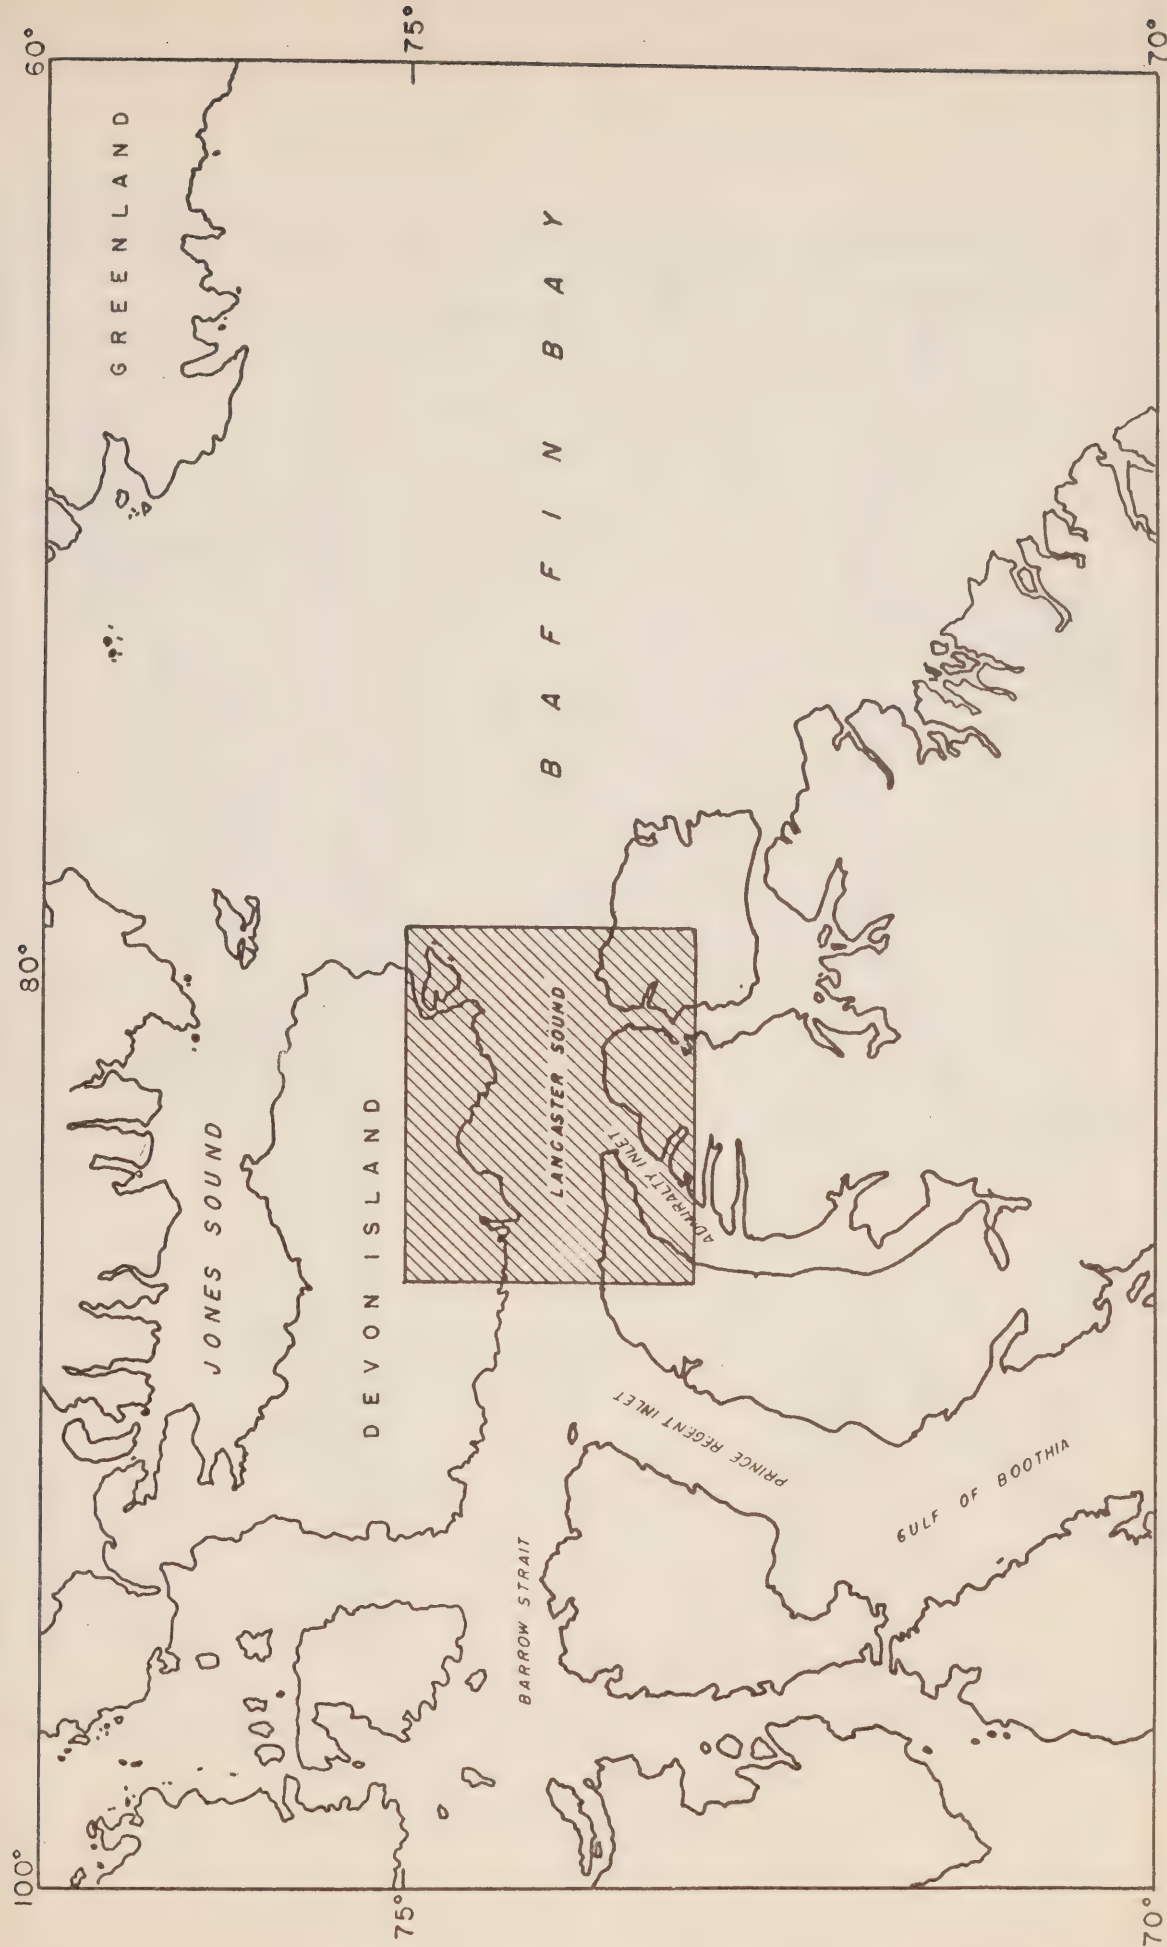 100°
80°
60°
GREENLAND
JONES SOUND
75°
75°
DEVON ISLAND
BAFFIN BAY
LANCASTER SOUND
BARROW STRAIT
ADMIRALTY INLET
PRINCE REGENT INLET
GULF OF BOOTHIA
70°
70°